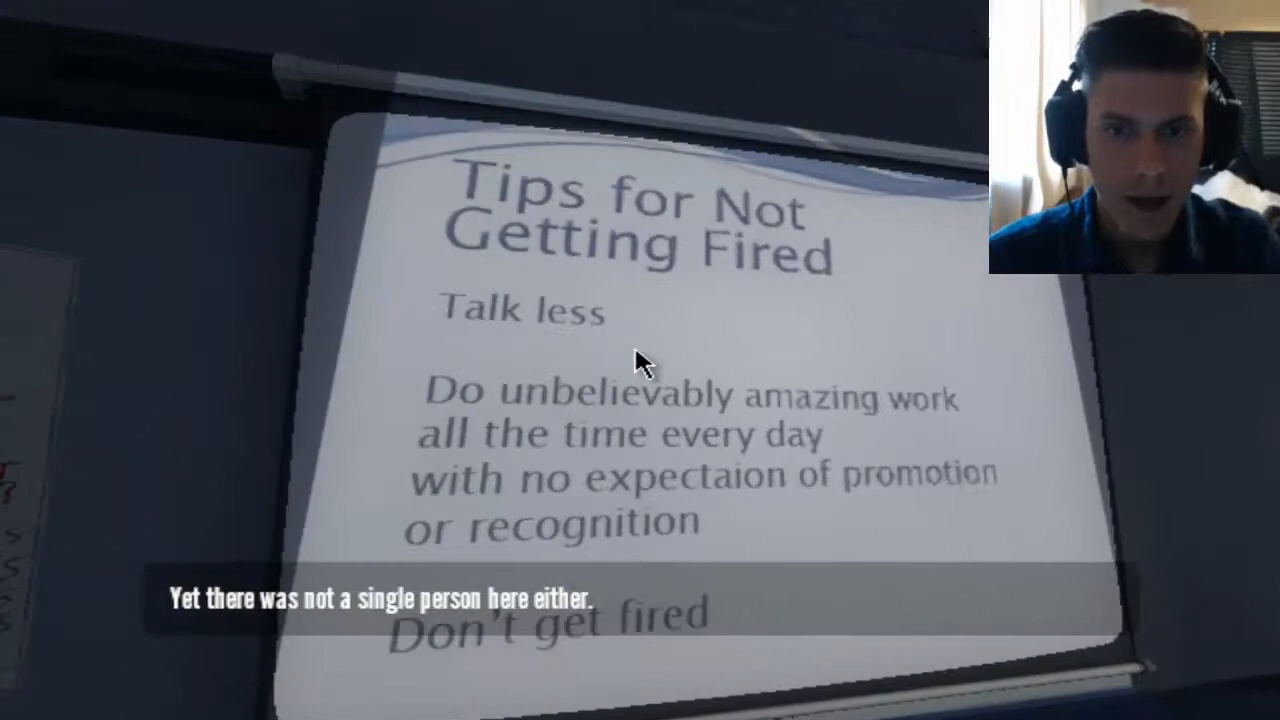 Tips for Not
Getting Fired
Talk less
Do unbelievably amazing work
all the time every day
with no expectaion of promotion
or recognition
Yet there was not a single person here either.
Don't get fired